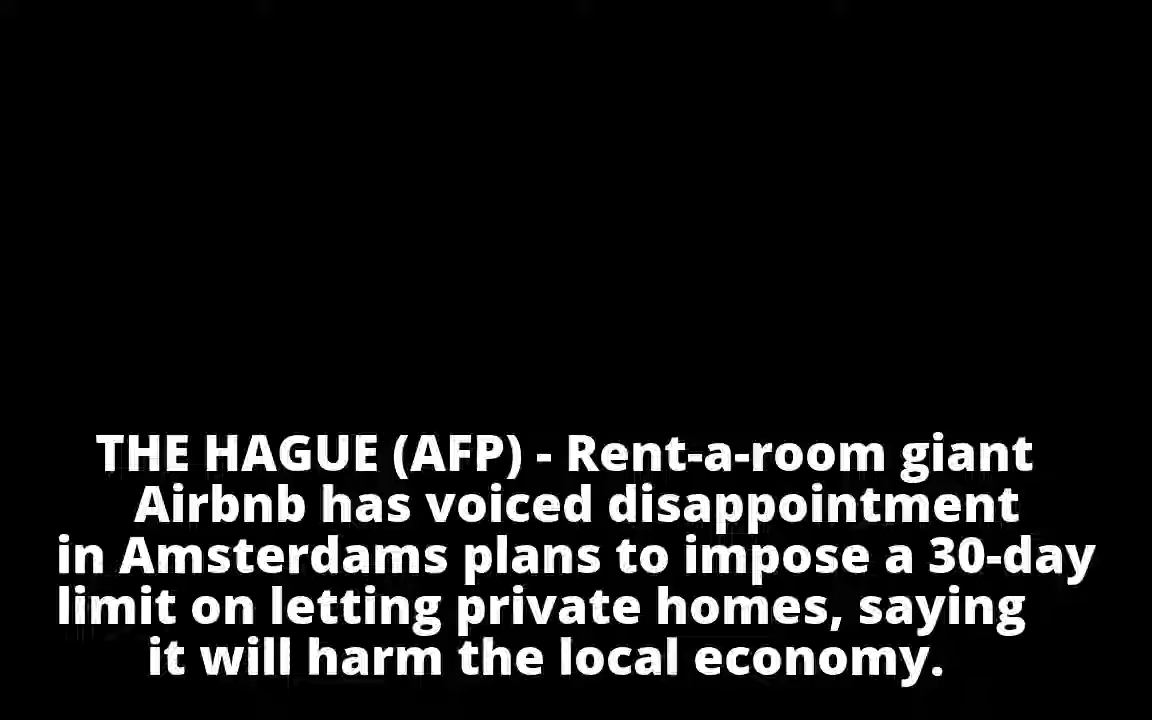 THE HAGUE (AFP) - Rent-a-room giant
Airbnb has voiced disappointment
in Amsterdams plans to impose a 30-day
limit on letting private homes, saying
it will harm the local economy.